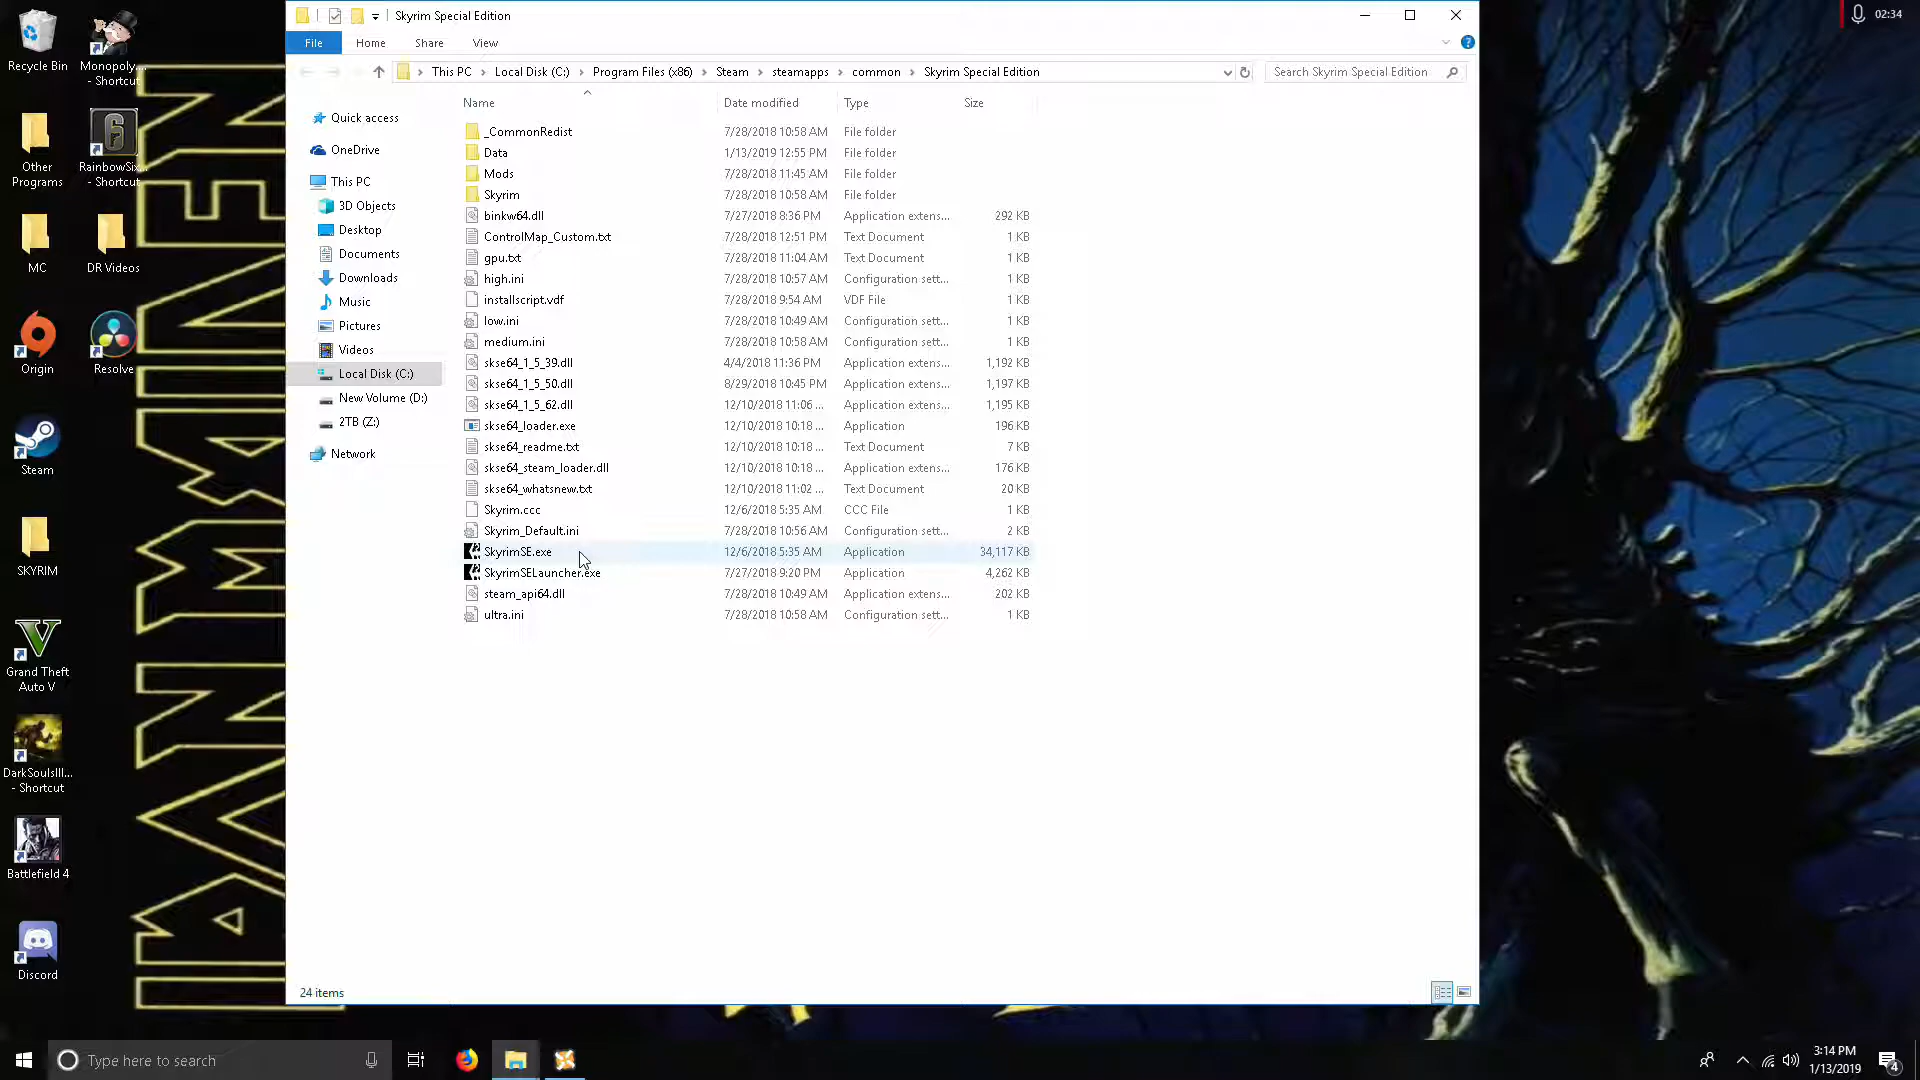 Skyrim Special Edition
02:34
File
Home
Share
View
This PC
Local Disk (C:)
Program Files (x86)
Steam
steamapps
common
Skyrim Special Edition
Search Skyrim Special Edition
Name
Date modified
Type
Size
_CommonRedist 7/28/2018 10:58 AM File folder
Data 1/13/2019 12:55 PM File folder
Mods 7/28/2018 11:45 AM File folder
Skyrim 7/28/2018 10:58 AM File folder
binkw64.dll 7/27/2018 8:36 PM Application extens... 292 KB
ControlMap_Custom.txt 7/28/2018 12:51 PM Text Document 1 KB
gpu.txt 7/28/2018 11:04 AM Text Document 1 KB
high.ini 7/28/2018 10:57 AM Configuration sett... 1 KB
installscript.vdf 7/28/2018 9:54 AM VDF File 1 KB
low.ini 7/28/2018 10:49 AM Configuration sett... 1 KB
medium.ini 7/28/2018 10:58 AM Configuration sett... 1 KB
skse64_1_5_39.dll 4/4/2018 11:36 PM Application extens... 1,192 KB
skse64_1_5_50.dll 8/29/2018 10:45 PM Application extens... 1,197 KB
skse64_1_5_62.dll 12/10/2018 11:06 ... Application extens... 1,195 KB
skse64_loader.exe 12/10/2018 10:18 ... Application 196 KB
skse64_readme.txt 12/10/2018 10:18 ... Text Document 7 KB
skse64_steam_loader.dll 12/10/2018 10:18 ... Application extens... 176 KB
skse64_whatsnew.txt 12/10/2018 11:02 ... Text Document 20 KB
Skyrim.ccc 12/6/2018 5:35 AM CCC File 1 KB
Skyrim_Default.ini 7/28/2018 10:56 AM Configuration sett... 2 KB
SkyrimSE.exe 12/6/2018 5:35 AM Application 34,117 KB
SkyrimSELauncher.exe 7/27/2018 9:20 PM Application 4,262 KB
steam_api64.dll 7/28/2018 10:49 AM Application extens... 202 KB
ultra.ini 7/28/2018 10:58 AM Configuration sett... 1 KB
Quick access
OneDrive
This PC
3D Objects
Desktop
Documents
Downloads
Music
Pictures
Videos
Local Disk (C:)
New Volume (D:)
2TB (Z:)
Network
24 items
Recycle Bin
Monopoly....
- Shortcut
Other
Programs
RainbowSix...
- Shortcut
MC
DR Videos
Origin
Resolve
Steam
SKYRIM
Grand Theft
Auto V
DarkSoulsIII...
- Shortcut
Battlefield 4
Discord
IRON MAIDEN
Type here to search
3:14 PM
1/13/2019
4